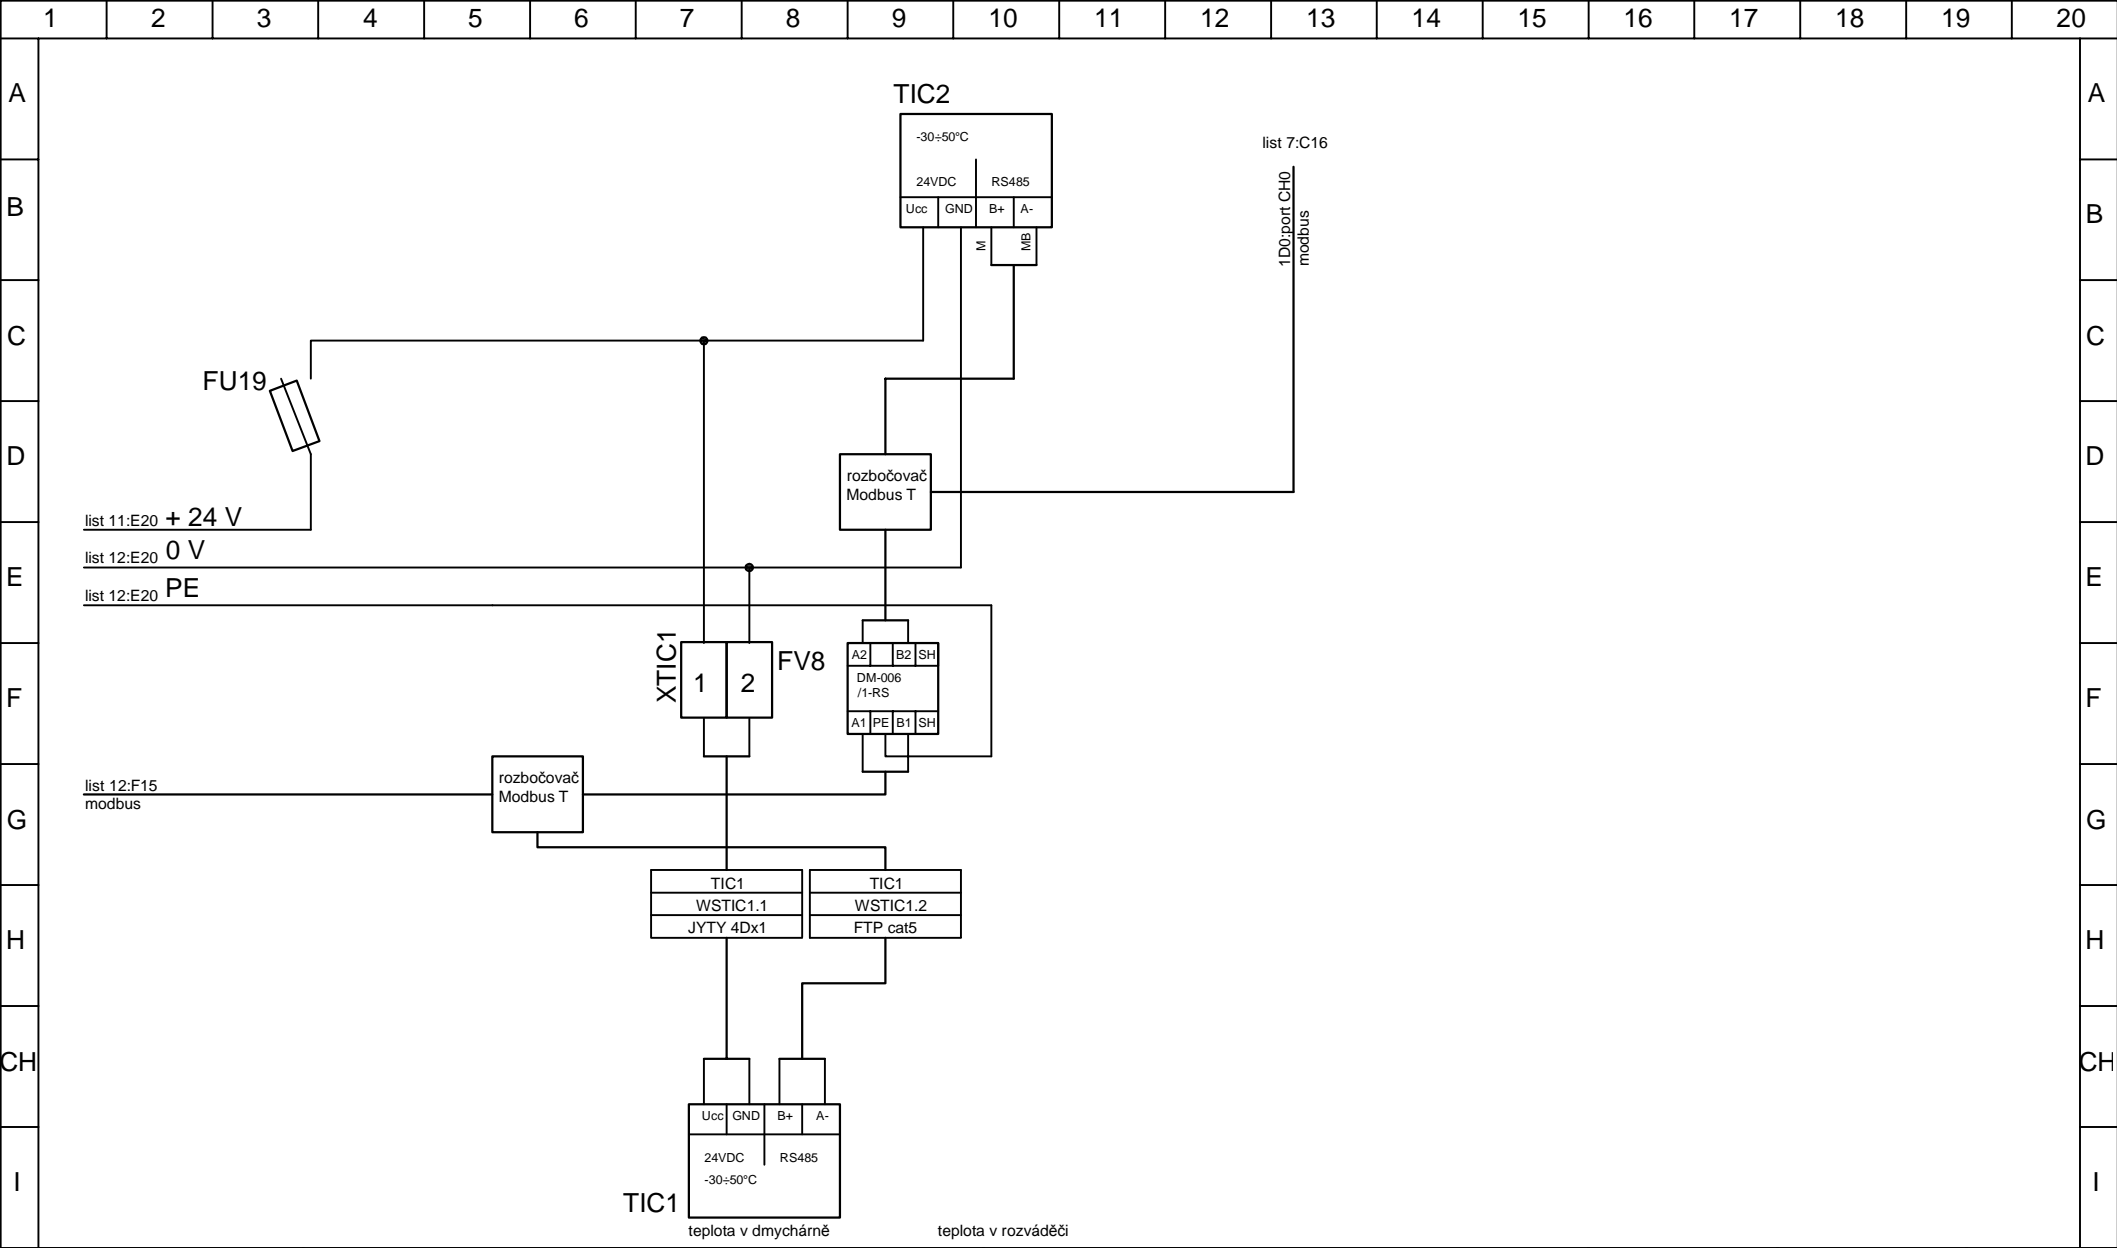 1 2 3 4 5 6 7 8 9 10 11 12 13 14 15 16 17 18 19 20
A A
TIC2
-30÷50°C
list 7:C16
24VDC RS485
B B
Ucc GND B+ A-
M MB
1D0:port CH0
modbus
C C
FU19
D D
rozbočovač
Modbus T
list 11:E20 + 24 V
list 12:E20 0 V
E E
list 12:E20 PE
XTIC1
1 2
FV8
A2 B2 SH
DM-006
/1-RS
F F
A1 PE B1 SH
rozbočovač
Modbus T
list 12:F15
modbus
G G
TIC1 TIC1
WSTIC1.1 WSTIC1.2
JYTY 4Dx1 FTP cat5
H H
CH CH
Ucc GND B+ A-
24VDC RS485
-30÷50°C
I I
TIC1
teplota v dmychárně teplota v rozváděči